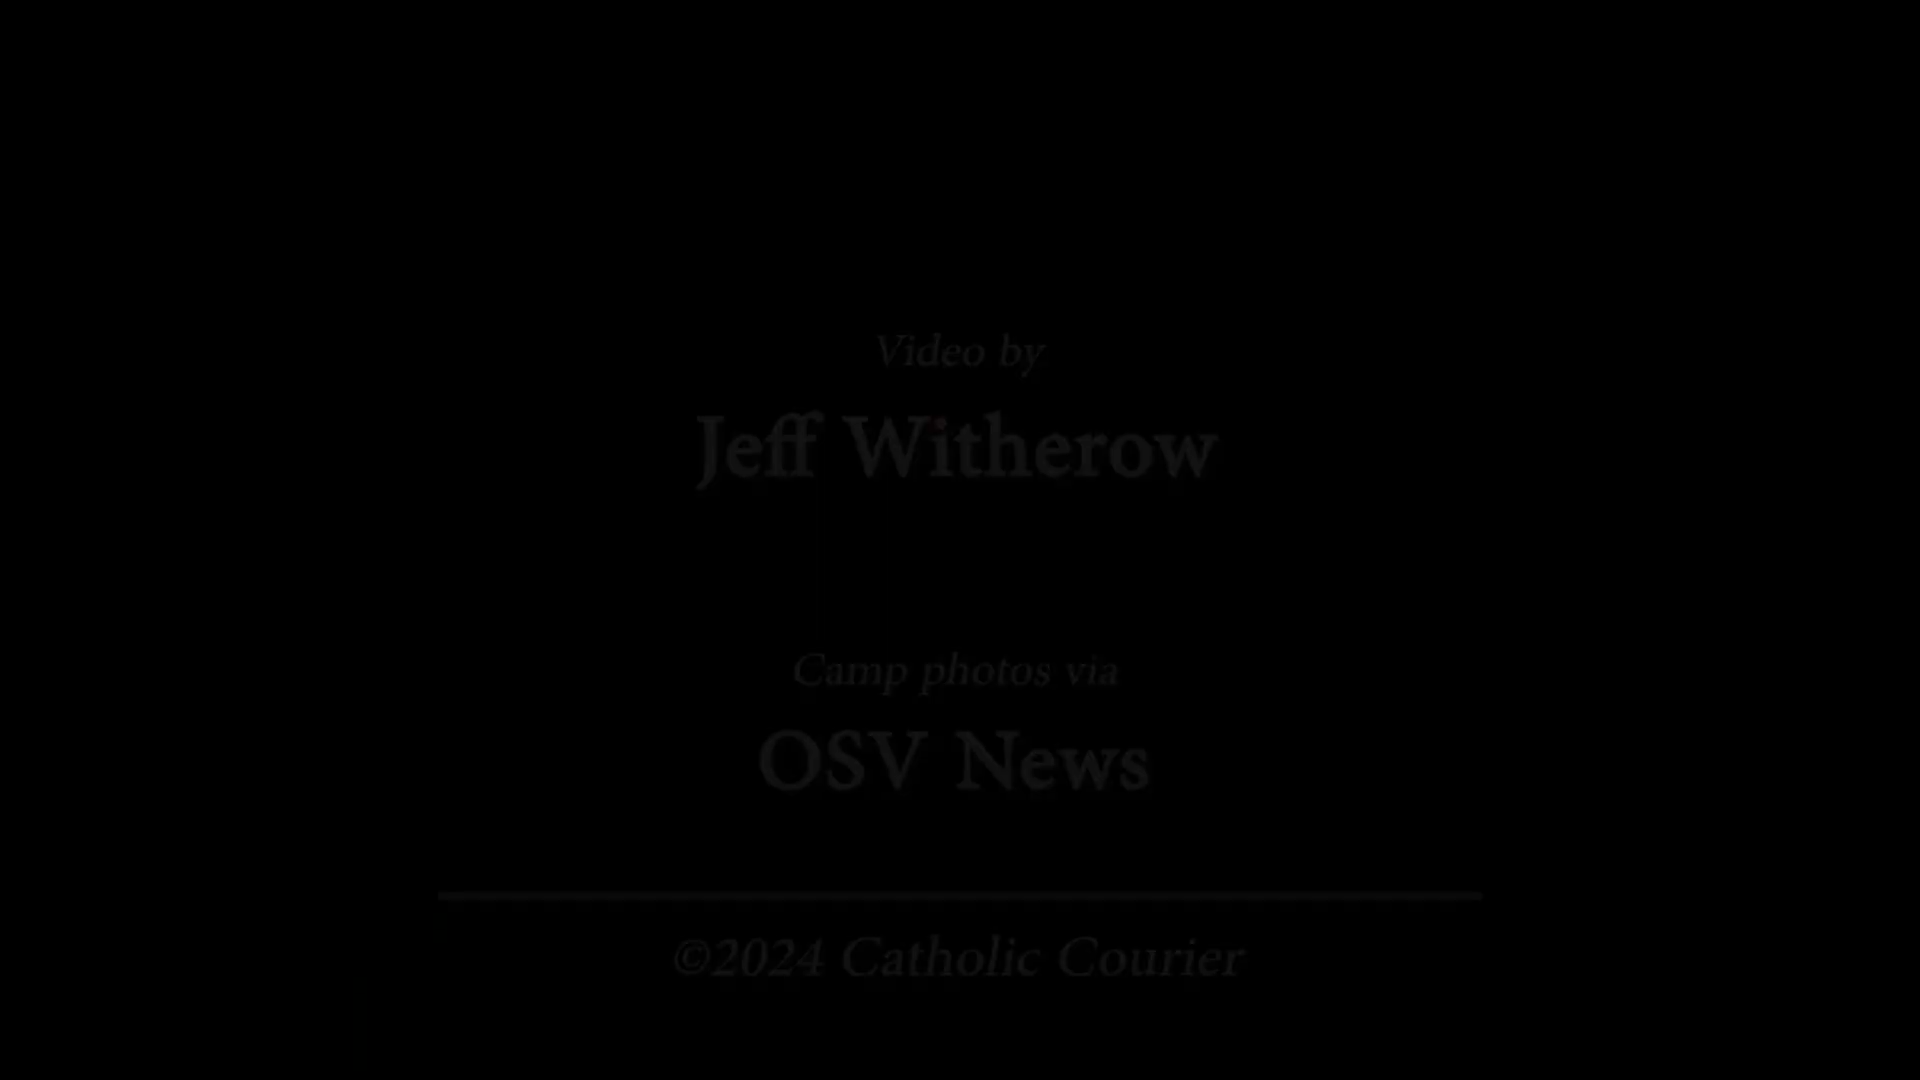 Video by
Jeff Witherow
Camp photos via
OSV News
©2024 Catholic Courier